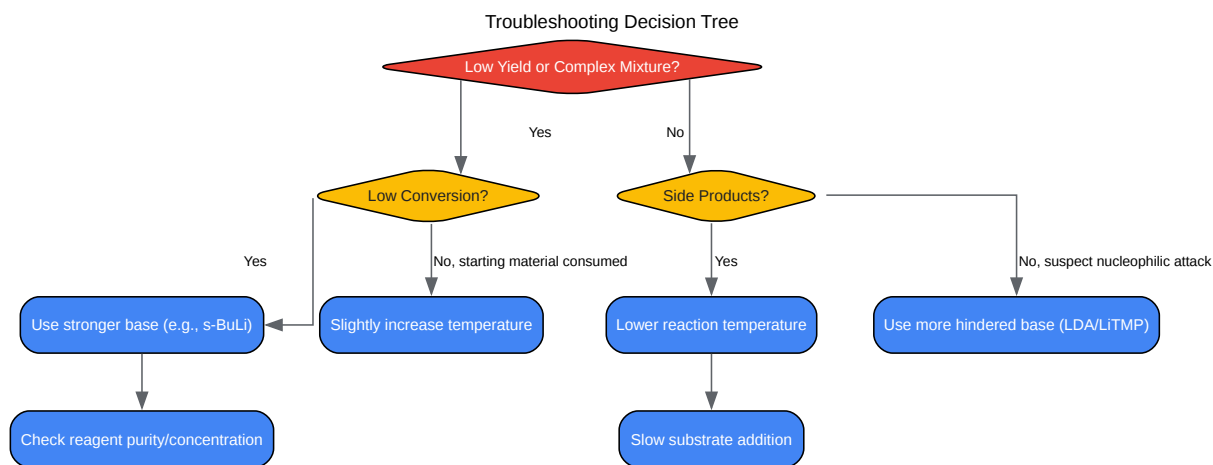 Troubleshooting Decision Tree
Low Yield or Complex Mixture?
Yes
No
Low Conversion?
Side Products?
Yes
No, starting material consumed
Yes
No, suspect nucleophilic attack
Use stronger base (e.g., s-BuLi)
Slightly increase temperature
Lower reaction temperature
Use more hindered base (LDA/LiTMP)
Check reagent purity/concentration
Slow substrate addition